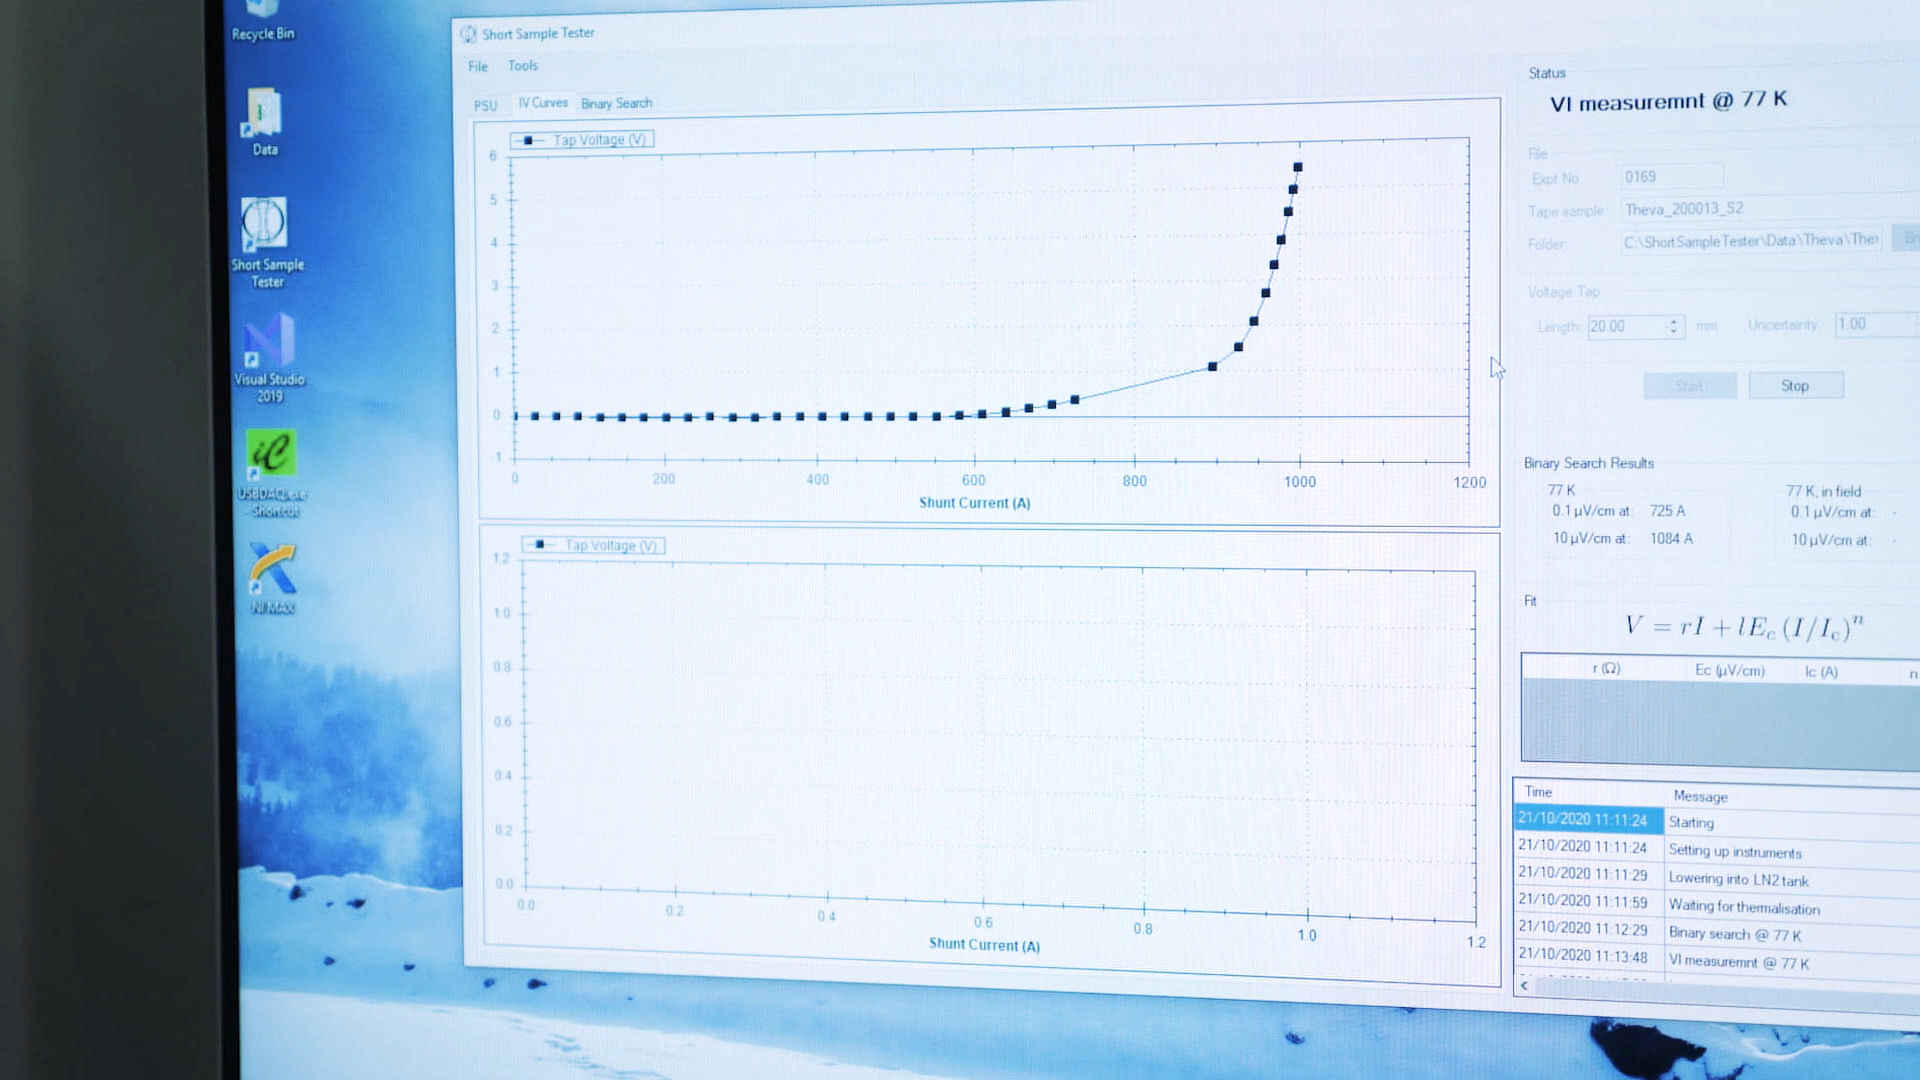 Recycle Bin
Data
Short Sample
Tester
Visual Studio
2019
iC
Shortcut
NI MAX
Short Sample Tester
File Tools
PSU IV Curves Binary Search
Tap Voltage (V)
6
5
4
3
2
1
0
-1
0 200 400 600 800 1000 1200
Shunt Current (A)
Tap Voltage (V)
1.2
1.0
0.8
0.6
0.4
0.2
0.0
0.0 0.2 0.4 0.6 0.8 1.0 1.2
Shunt Current (A)
Status
VI measuremnt @ 77 K
File
Expt No. 0169
Tape sample: Theva_200013_S2
Folder: C:\ShortSampleTester\Data\Theva\Thev
Voltage Tap
Length: 20.00 mm Uncertainty: 1.00
Start Stop
Binary Search Results
77 K 77 K, in field
0.1 µV/cm at: 725 A 0.1 µV/cm at: -
10 µV/cm at: 1084 A 10 µV/cm at: -
Fit
V = rI + lE_c (I/I_c)^n
r (Ω) Ec (µV/cm) Ic (A) n
Time Message
21/10/2020 11:11:24 Starting
21/10/2020 11:11:24 Setting up instruments
21/10/2020 11:11:29 Lowering into LN2 tank
21/10/2020 11:11:59 Waiting for thermalisation
21/10/2020 11:12:29 Binary search @ 77 K
21/10/2020 11:13:48 VI measuremnt @ 77 K